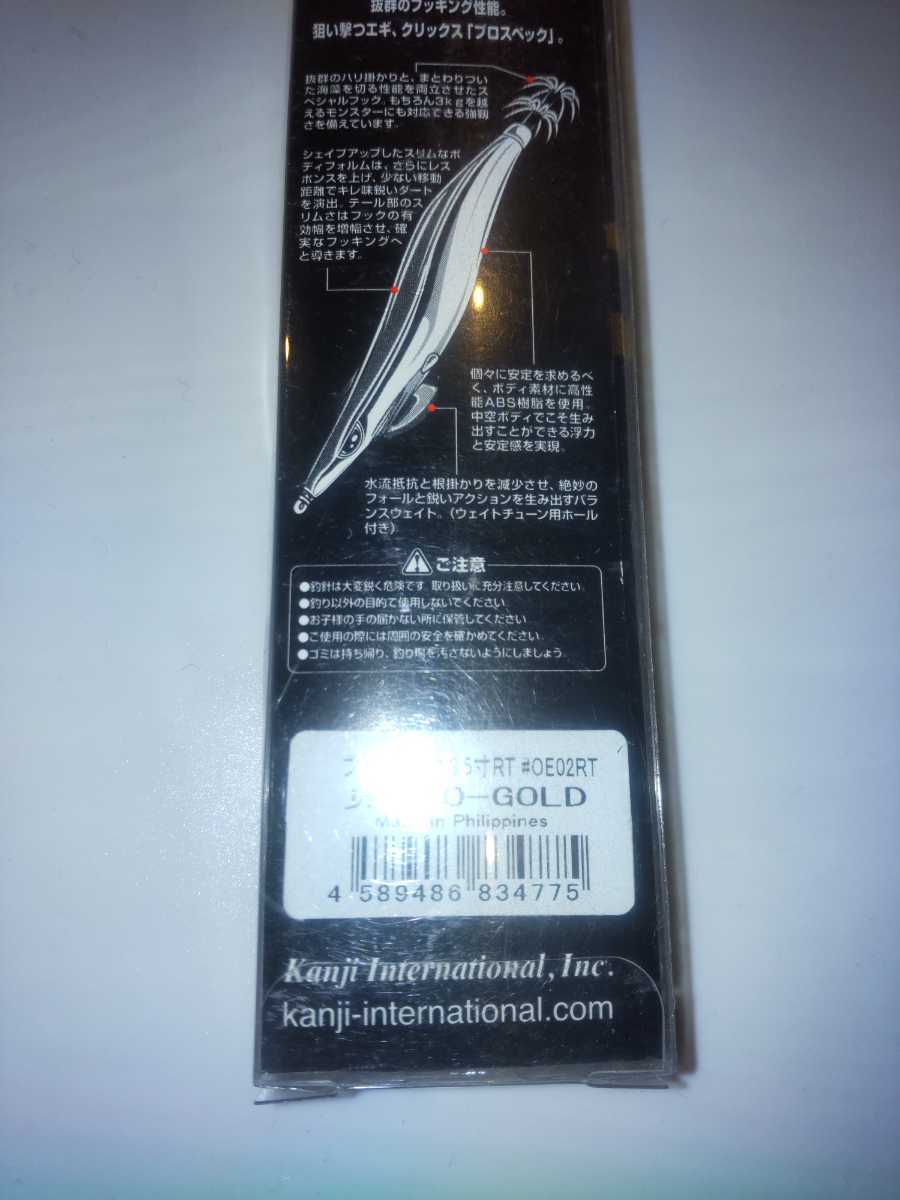 抜群のフッキング性能。
狙い撃つエギ、クリックス「プロスペック」。
抜群のハリ掛かりと、まとわりつい
た海藻を切る性能を両立させたス
ペシャルフック。もちろん3kgを越
えるモンスターにも対応できる強靭
さを備えています。
シェイプアップしたスリムなボ
ディフォルムは、さらにレス
ポンスを上げ、少ない移動
距離でキレ味鋭いダート
を演出。テール部のス
リムさはフックの有
効幅を増幅させ、確
実なフッキングへ
と導きます。
個々に安定を求めるべ
く、ボディ素材に高性
能ABS樹脂を使用。
中空ボディでこそ生み
出すことができる浮力
と安定感を実現。
水流抵抗と根掛かりを減少させ、絶妙の
フォールと鋭いアクションを生み出すバラ
ンスウェイト。(ウェイトチューン用ホール
付き)
ご注意
●釣針は大変鋭く危険です。取り扱いに充分注意してください。
●釣り以外の目的で使用しないでください。
●お子様の手の届かない所に保管してください。
●ご使用の際には周囲の安全を確かめてください。
●ゴミは持ち帰り、釣り場を汚さないようにしましょう。
5寸RT #OE02RT
O-GOLD
in Philippines
4 589486 834775
Kanji International, Inc.
kanji-international.com